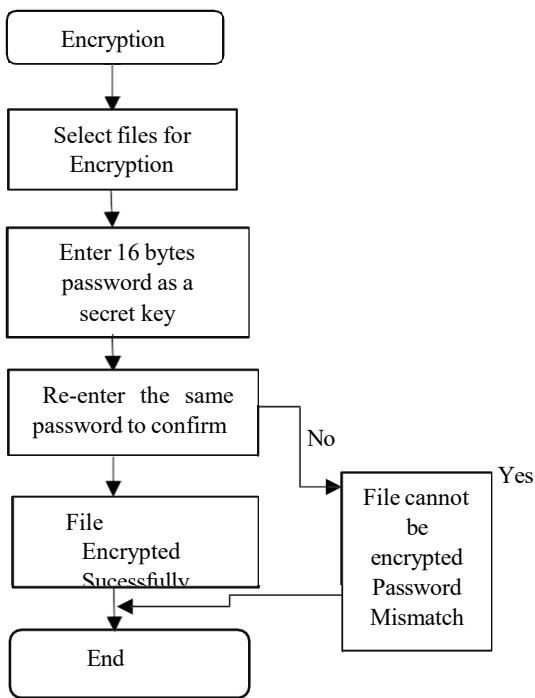 Encryption
Select files for
Encryption
Enter 16 bytes
password as a
secret key
Re-enter the same
password to confirm
No
Yes
File cannot
be
encrypted
Password
Mismatch
File
Encrypted
Sucessfully
End